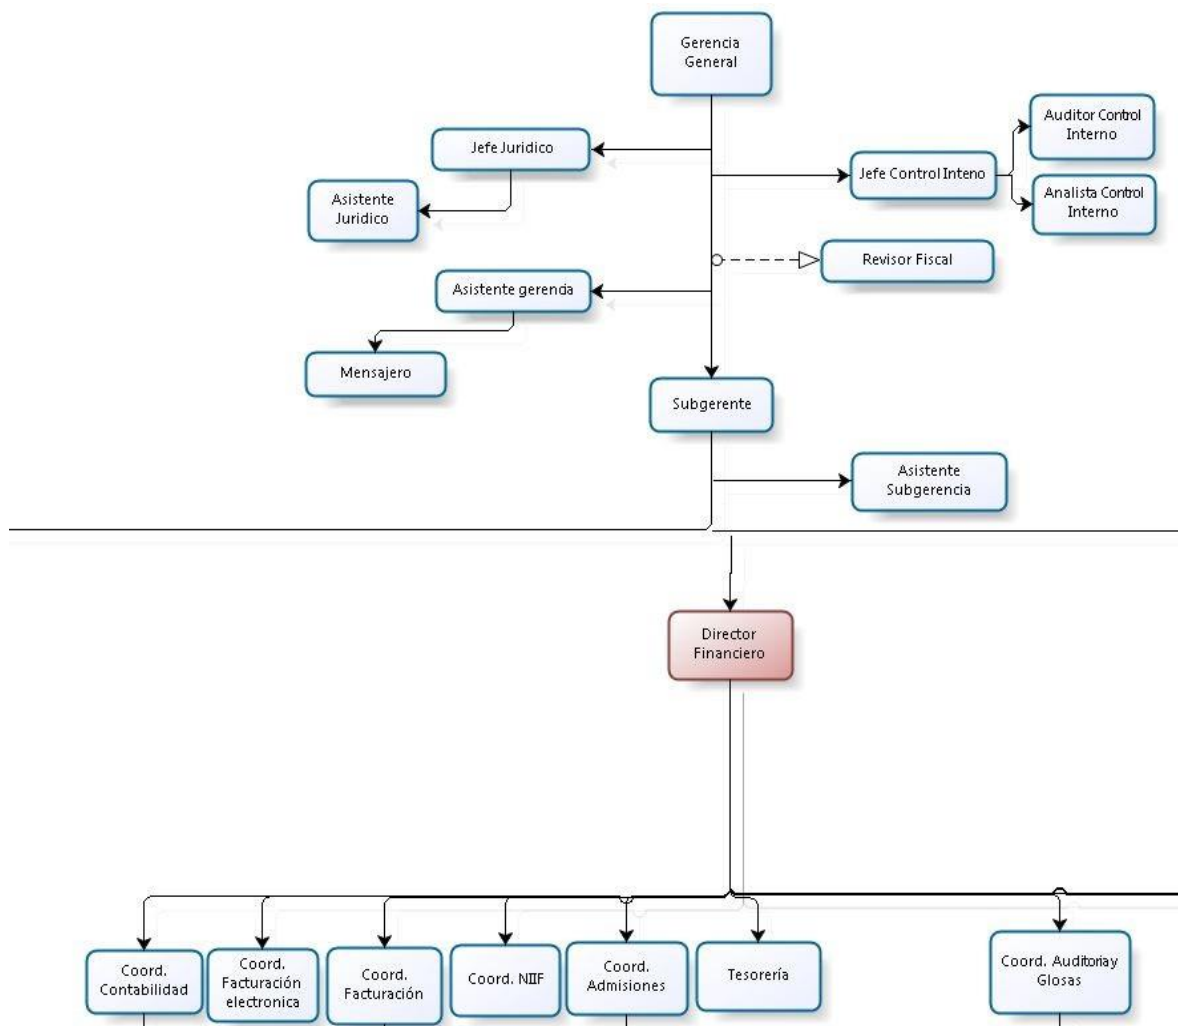 Gerencia
General
Jefe Juridico
Auditor Control
Interno
Jefe Control Inteno
Asistente
Juridico
Analista Control
Interno
Revisor Fiscal
Asistente gerencia
Mensajero
Subgerente
Asistente
Subgerencia
Director
Financiero
Coord.
Contabilidad
Coord.
Facturación
electronica
Coord.
Facturación
Coord. NIIF
Coord.
Admisiones
Tesorería
Coord. Auditoria y
Glosas